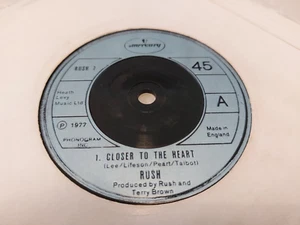 mercury
RUSH 7
45
Heath
Levy
Music Ltd
A
℗ 1977
Made in
England
PHONOGRAM
INC.
1. CLOSER TO THE HEART
(Lee/Lifeson/Peart/Talbot)
RUSH
Produced by Rush and
Terry Brown